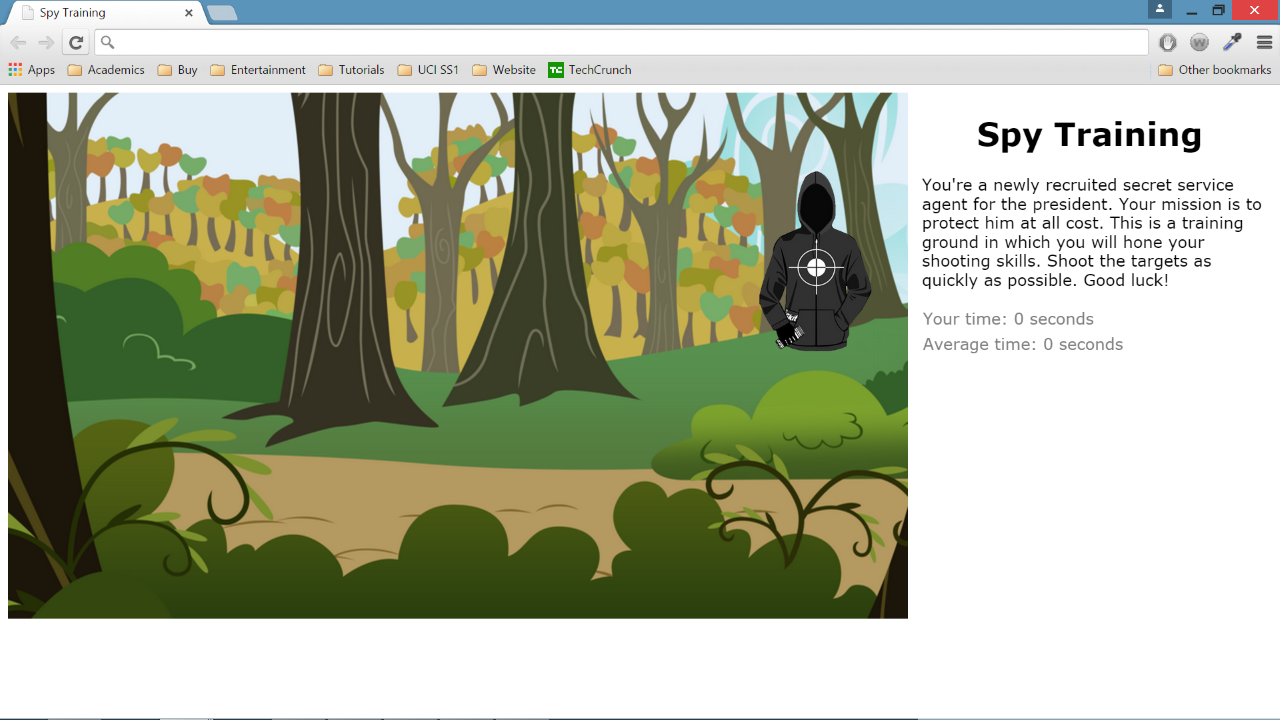 Spy Training
Apps Academics Buy Entertainment Tutorials UCI SS1 Website TC TechCrunch Other bookmarks
Spy Training
You're a newly recruited secret service
agent for the president. Your mission is to
protect him at all cost. This is a training
ground in which you will hone your
shooting skills. Shoot the targets as
quickly as possible. Good luck!
Your time: 0 seconds
Average time: 0 seconds